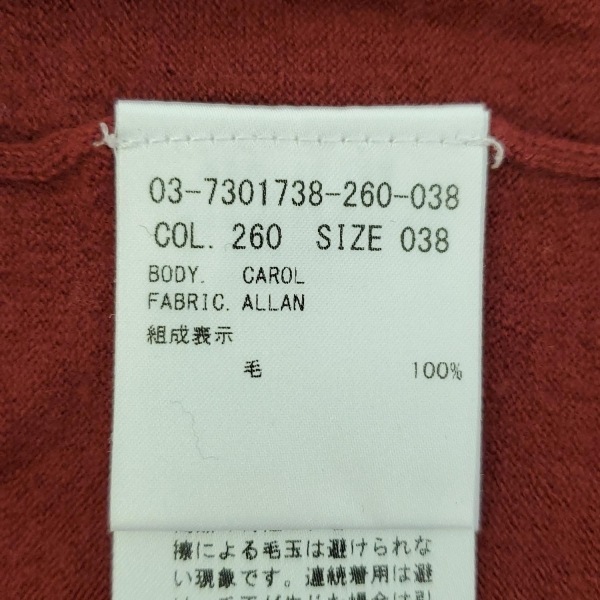 03-7301738-260-038
COL. 260 SIZE 038
BODY. CAROL
FABRIC. ALLAN
組成表示
毛 100%
擦による毛玉は避けられな
い現象です。連続着用は避